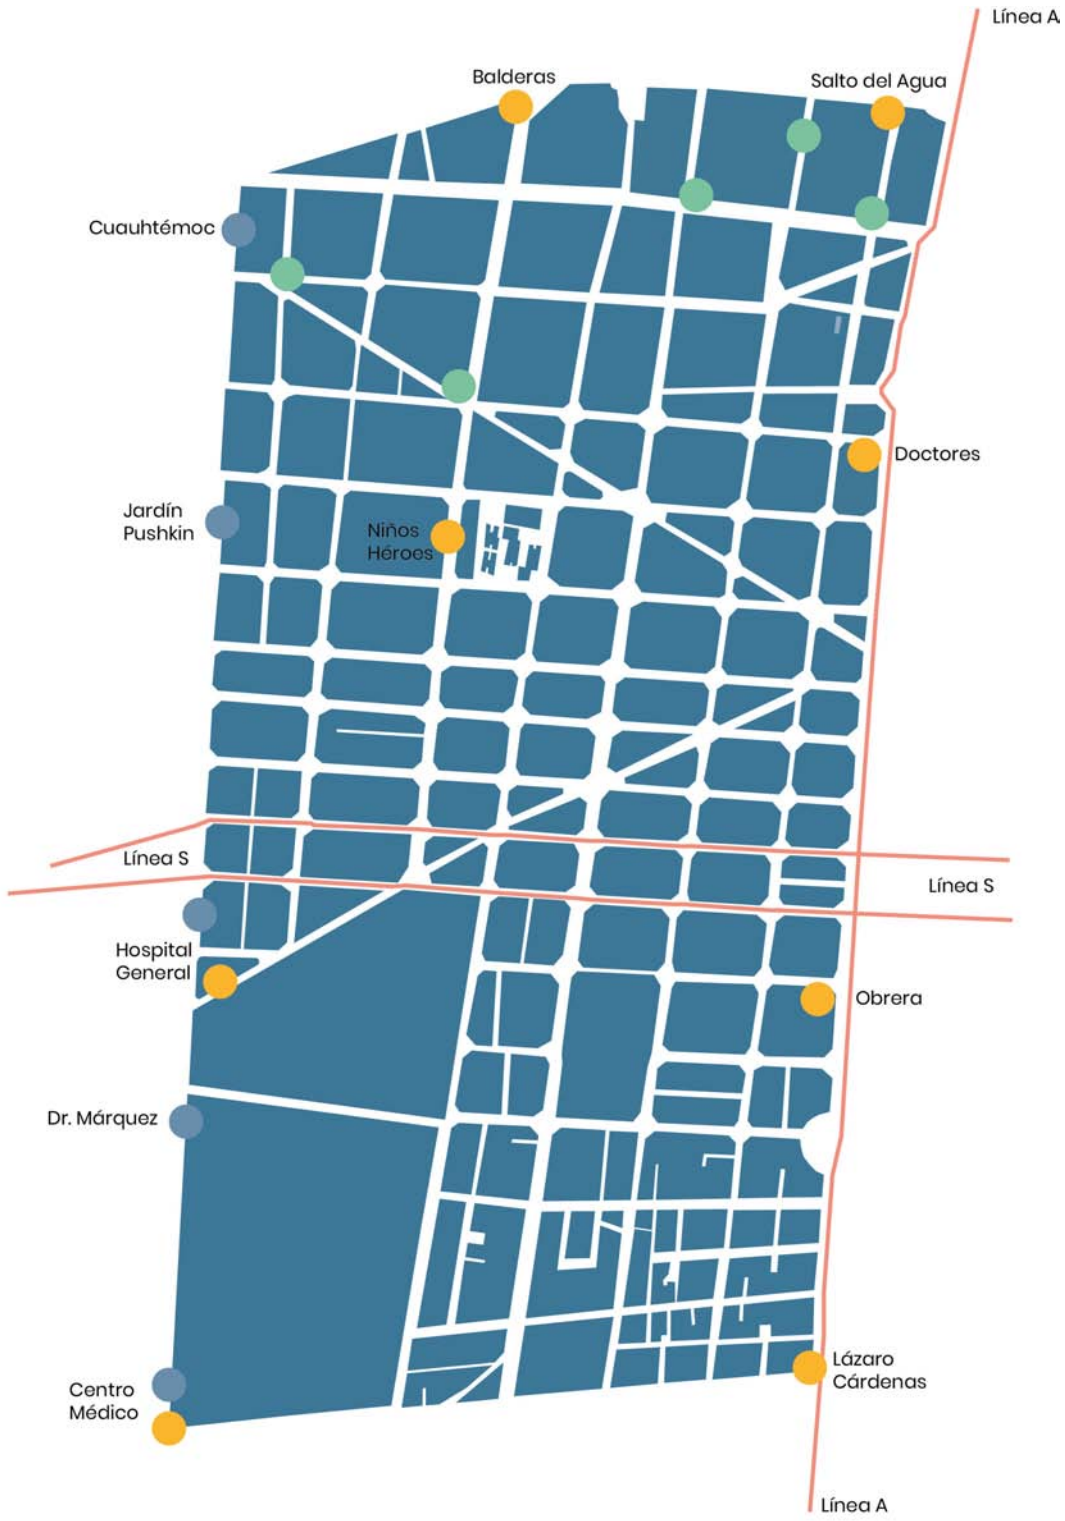 Línea A
Balderas
Salto del Agua
Cuauhtémoc
Doctores
Jardín
Pushkin
Niños
Héroes
Línea S
Línea S
Hospital
General
Obrera
Dr. Márquez
Lázaro
Cárdenas
Centro
Médico
Línea A